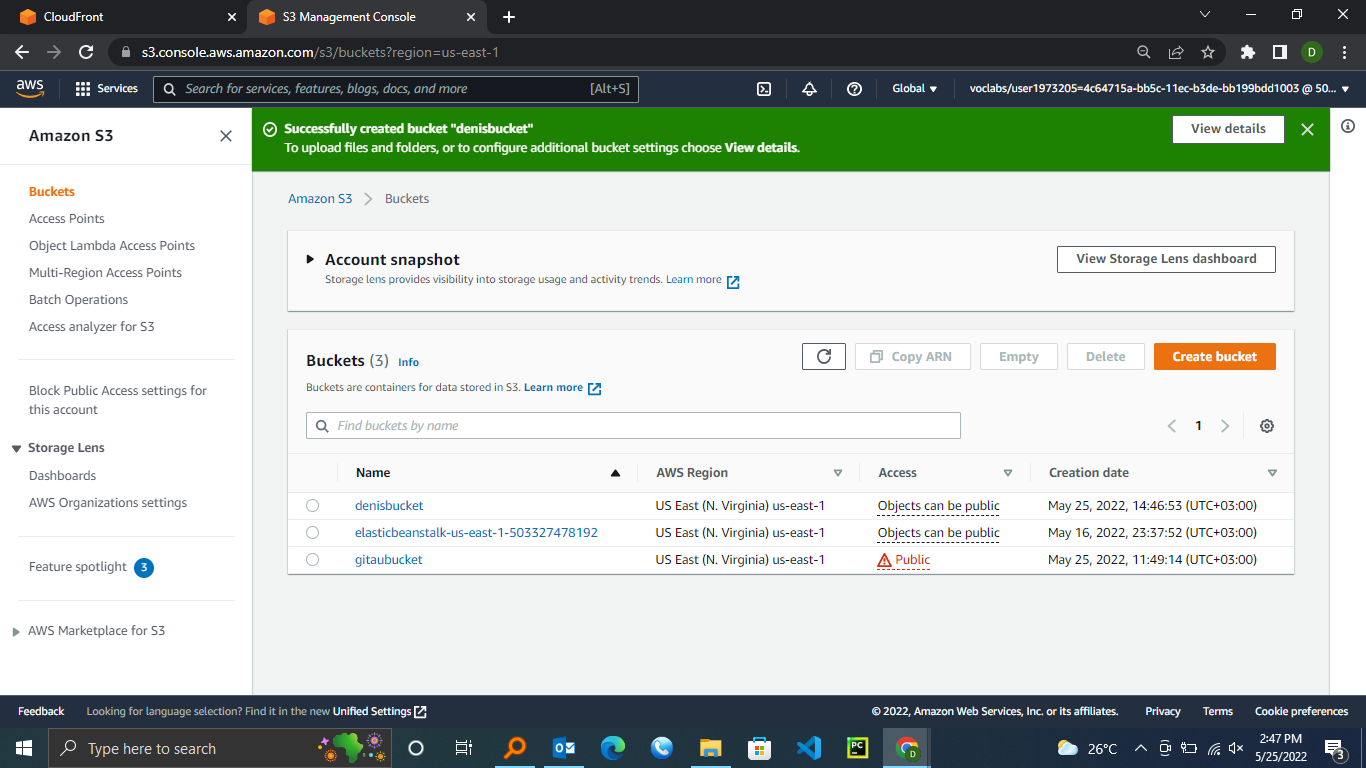 CloudFront
S3 Management Console
s3.console.aws.amazon.com/s3/buckets?region=us-east-1
D
aws
Services
Search for services, features, blogs, docs, and more
[Alt+S]
Global
voclabs/user1973205=4c64715a-bb5c-11ec-b3de-bb199bdd1003 @ 50...
Amazon S3
Buckets
Access Points
Object Lambda Access Points
Multi-Region Access Points
Batch Operations
Access analyzer for S3
Block Public Access settings for
this account
Storage Lens
Dashboards
AWS Organizations settings
Feature spotlight 3
AWS Marketplace for S3
Successfully created bucket "denisbucket"
To upload files and folders, or to configure additional bucket settings choose View details.
View details
Amazon S3 Buckets
Account snapshot
Storage lens provides visibility into storage usage and activity trends. Learn more
View Storage Lens dashboard
Buckets (3) Info
Buckets are containers for data stored in S3. Learn more
Copy ARN
Empty
Delete
Create bucket
Find buckets by name
1
Name AWS Region Access Creation date
denisbucket US East (N. Virginia) us-east-1 Objects can be public May 25, 2022, 14:46:53 (UTC+03:00)
elasticbeanstalk-us-east-1-503327478192 US East (N. Virginia) us-east-1 Objects can be public May 16, 2022, 23:37:52 (UTC+03:00)
gitaubucket US East (N. Virginia) us-east-1 Public May 25, 2022, 11:49:14 (UTC+03:00)
Feedback
Looking for language selection? Find it in the new Unified Settings
© 2022, Amazon Web Services, Inc. or its affiliates.
Privacy
Terms
Cookie preferences
Type here to search
PC
D
26°C
2:47 PM
5/25/2022
3